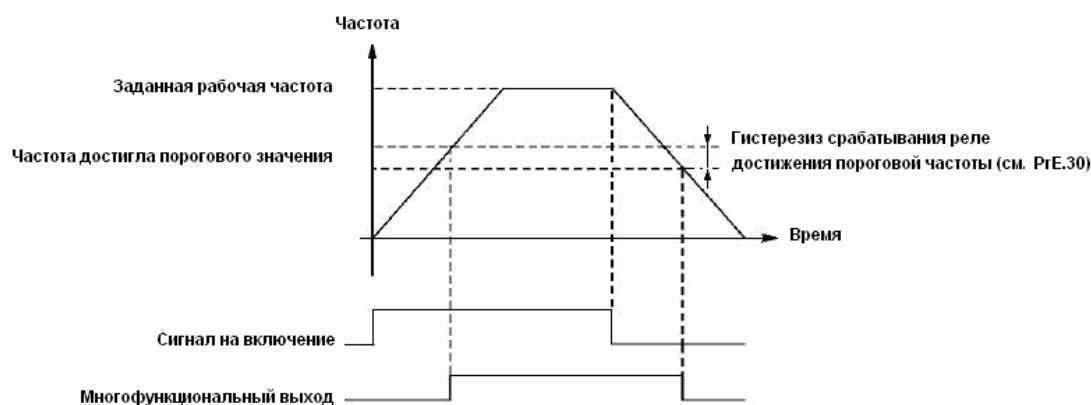 Частота
Заданная рабочая частота
Частота достигла порогового значения
Гистерезиз срабатывания реле
достижения пороговой частоты (см. PrE.30)
Время
Сигнал на включение
Многофункциональный выход